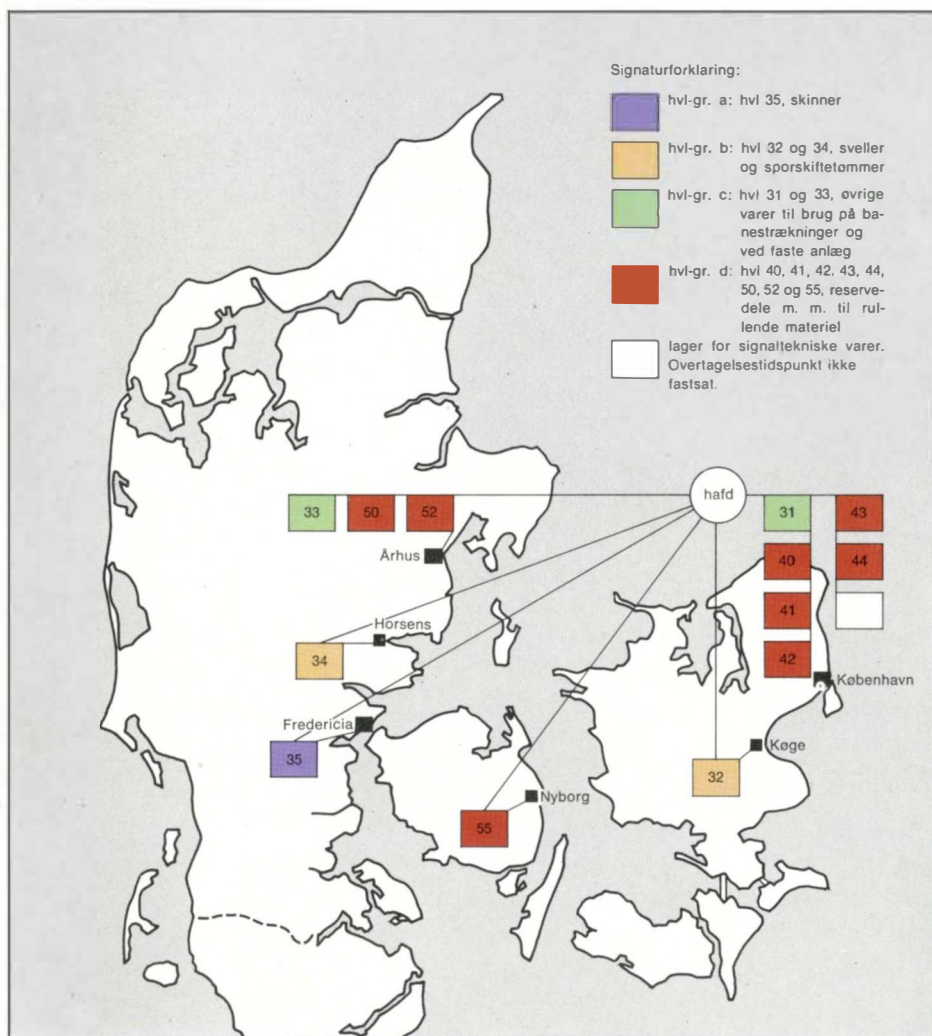 Signaturforklaring:
hvl-gr. a: hvl 35, skinner
hvl-gr. b: hvl 32 og 34, sveller
og sporskiftetømmer
hvl-gr. c: hvl 31 og 33, øvrige
varer til brug på ba-
nestrækninger og
ved faste anlæg
hvl-gr. d: hvl 40, 41, 42. 43, 44,
50, 52 og 55, reserve-
dele m. m. til rul-
lende materiel
lager for signaltekniske varer.
Overtagelsestidspunkt ikke
fastsat.
hafd
33 50 52 31 43
Århus 40 44
41
Horsens
34 42
København
Fredericia
35 Køge
32
Nyborg
55